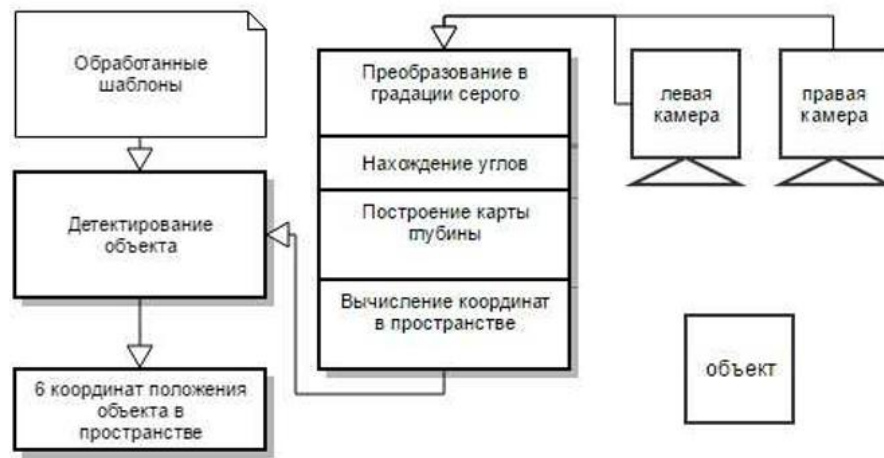 Обработанные
шаблоны
Детектирование
объекта
6 координат положения
объекта в
пространстве
Преобразование в
градации серого
Нахождение углов
Построение карты
глубины
Вычисление координат
в пространстве
левая
камера
правая
камера
объект